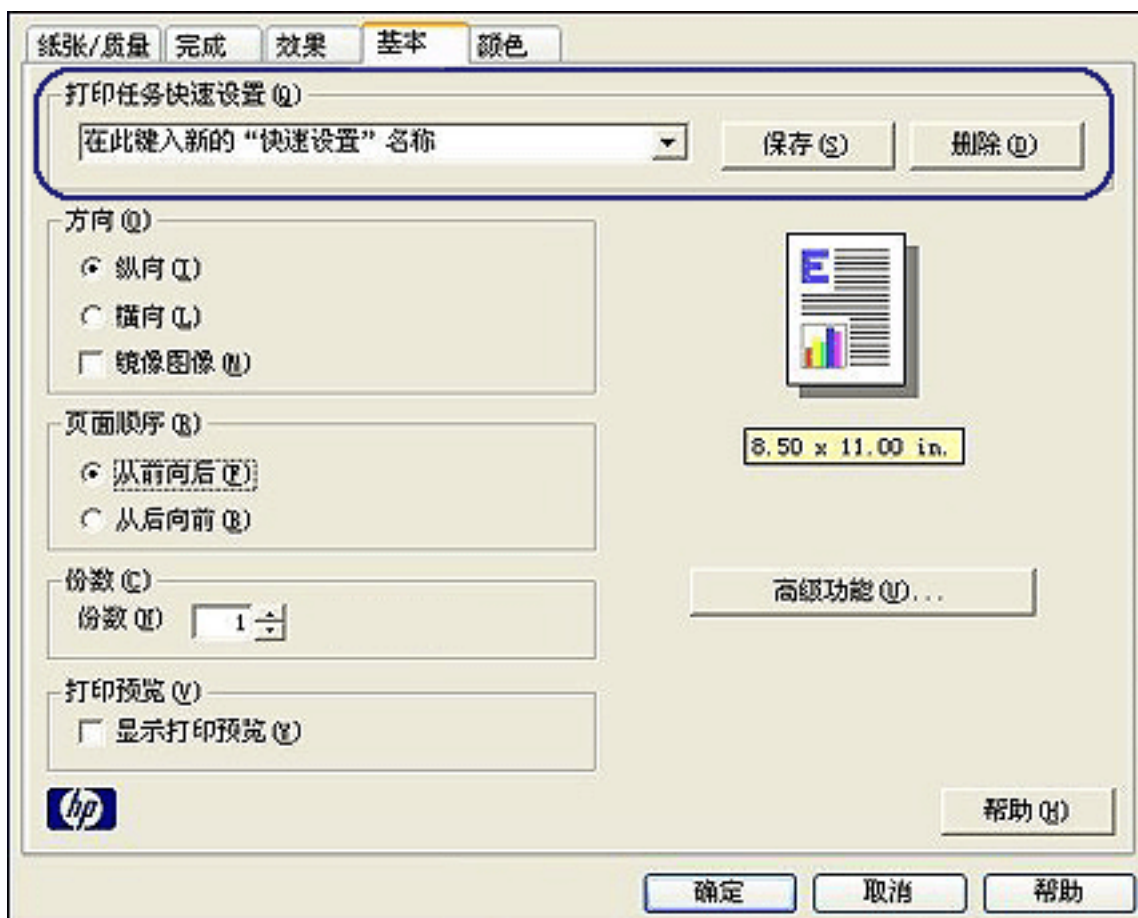 纸张/质量 完成 效果 基本 颜色
打印任务快速设置(Q)
在此键入新的“快速设置”名称 保存(S) 删除(D)
方向(O)
纵向(T)
横向(L)
镜像图像(N)
E
8.50 x 11.00 in.
页面顺序(R)
从前向后(F)
从后向前(B)
份数(C)
份数(M) 1
高级功能(U)...
打印预览(V)
显示打印预览(Y)
hp
帮助(H)
确定 取消 帮助